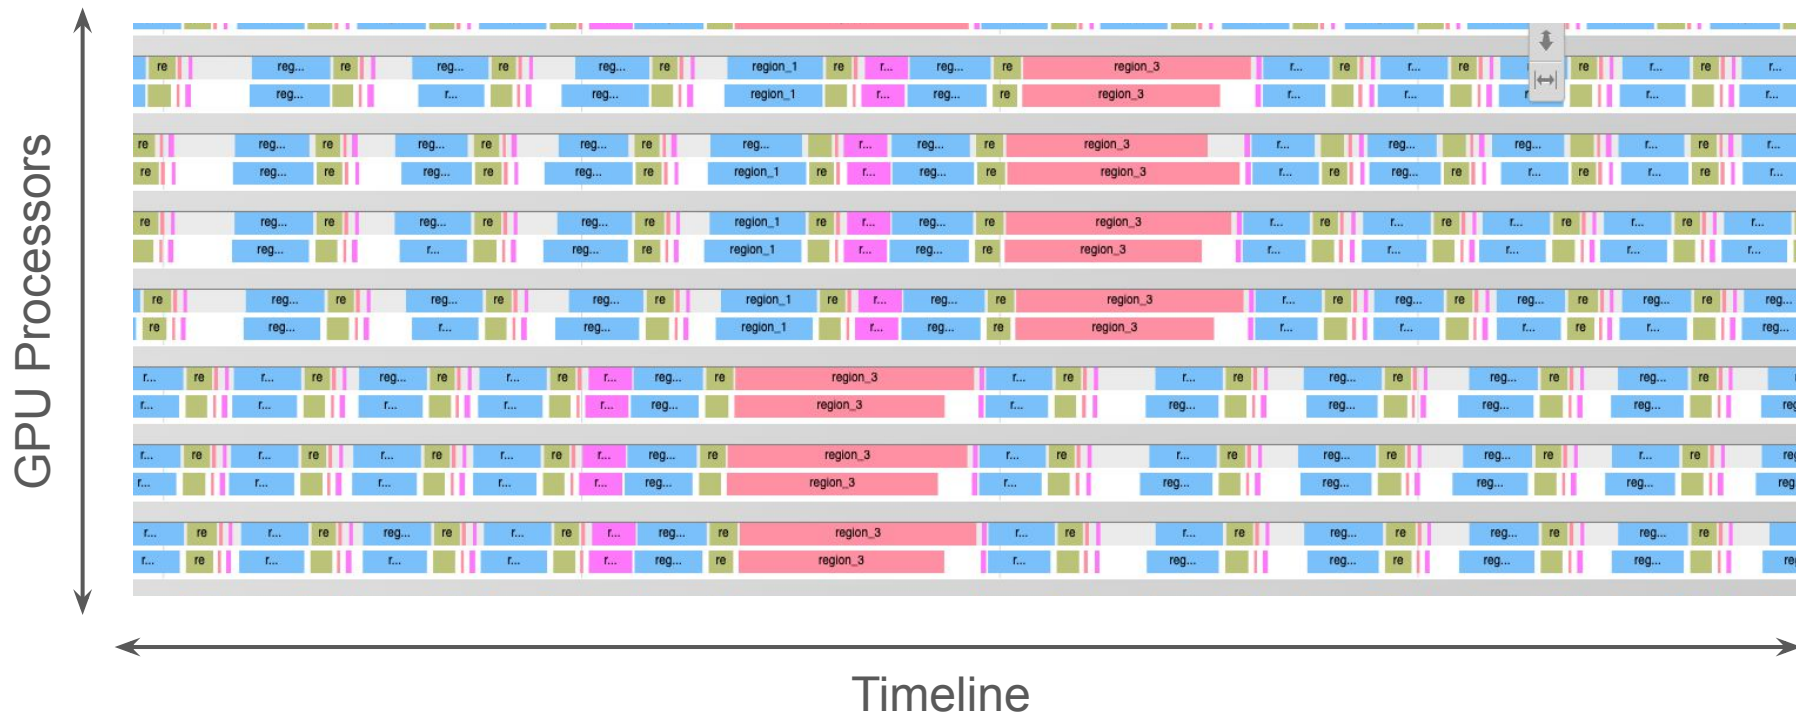 GPU Processors
re reg... re reg... re reg... re region_1 re r... reg... re region_3 r... re r... re re r... re r...
reg... r... reg... region_1 r... reg... re region_3 r... r... r r... r...
re reg... re reg... re reg... re reg... r... reg... re region_3 r... reg... reg... r... re r...
re reg... re reg... re reg... re region_1 re r... reg... re region_3 r... re reg... re r... re r... re r...
re reg... re reg... re reg... re region_1 re r... reg... re region_3 r... re r... re r... re r... re r...
reg... r... reg... re region_1 r... reg... re region_3 r... r... r... r... r...
re reg... re reg... re reg... re region_1 re r... reg... re region_3 r... re reg... re reg... re reg... re reg...
re reg... r... reg... region_1 r... reg... re region_3 r... r... r... re r... reg...
r... re r... re reg... re r... re r... reg... re region_3 r... re r... re reg... re reg... re reg... re
r... r... r... r... r... reg... region_3 r... reg... reg... reg... reg... reg
r... re r... re r... re r... re r... reg... re region_3 r... re r... re reg... re reg... re r... re reg
r... r... r... r... r... reg... region_3 r... reg... reg... reg... reg... reg
r... re r... re reg... re r... re r... reg... re region_3 r... re r... re reg... re reg... re reg... re
r... re r... r... r... re r... reg... re region_3 r... reg... reg... re reg... reg... re
Timeline